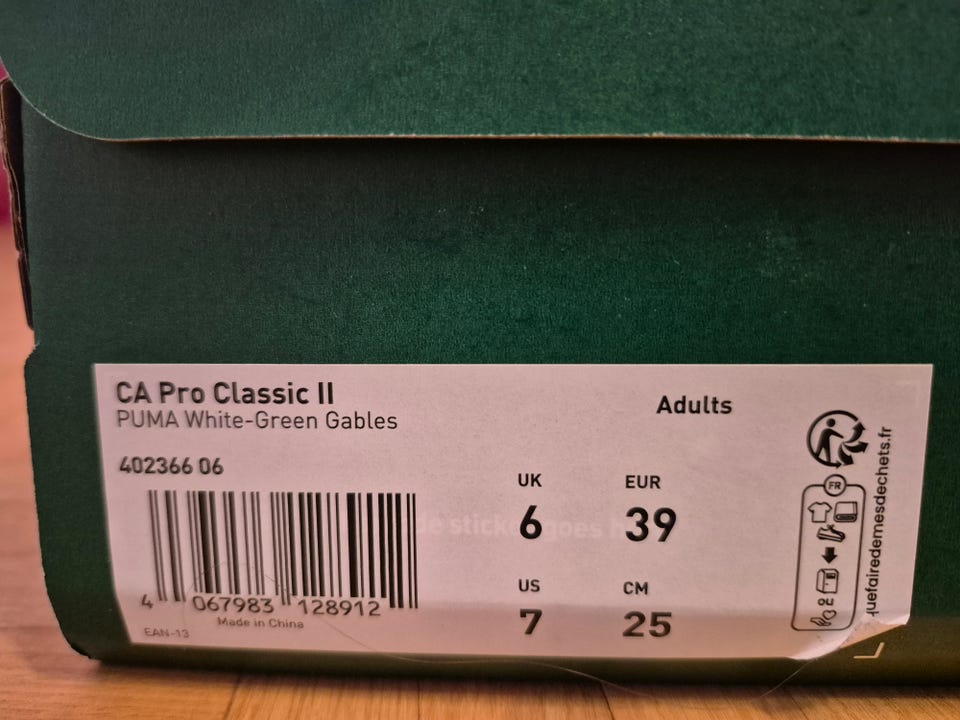 CA Pro Classic II
PUMA White-Green Gables
Adults
402366 06
UK
6
EUR
39
US
7
CM
25
4 067983 128912
Made in China
EAN-13
FR
OU
quefairedemesdechets.fr